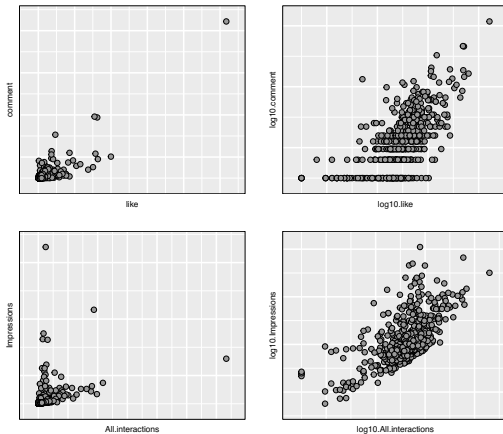 comment
like
log10.comment
log10.like
Impressions
All.interactions
log10.Impressions
log10.All.interactions